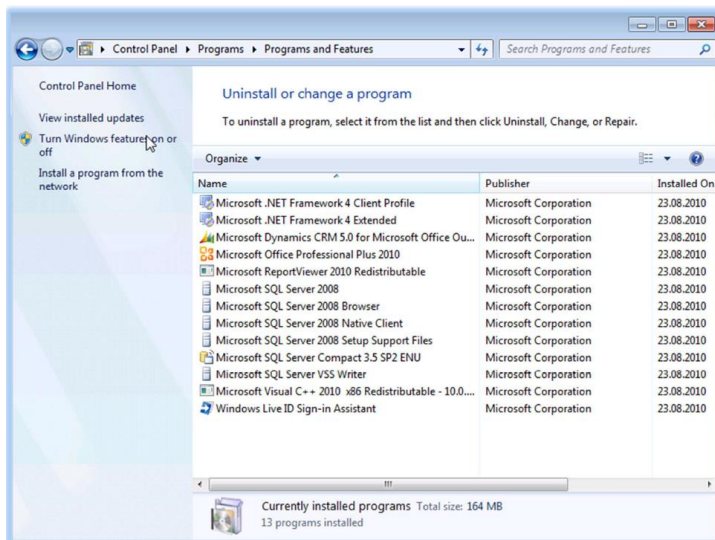 Control Panel Programs Programs and Features Search Programs and Features
Control Panel Home
View installed updates
Turn Windows features on or
off
Install a program from the
network
Uninstall or change a program
To uninstall a program, select it from the list and then click Uninstall, Change, or Repair.
Organize
Name Publisher Installed On
Microsoft .NET Framework 4 Client Profile Microsoft Corporation 23.08.2010
Microsoft .NET Framework 4 Extended Microsoft Corporation 23.08.2010
Microsoft Dynamics CRM 5.0 for Microsoft Office Ou... Microsoft Corporation 23.08.2010
Microsoft Office Professional Plus 2010 Microsoft Corporation 23.08.2010
Microsoft ReportViewer 2010 Redistributable Microsoft Corporation 23.08.2010
Microsoft SQL Server 2008 Microsoft Corporation 23.08.2010
Microsoft SQL Server 2008 Browser Microsoft Corporation 23.08.2010
Microsoft SQL Server 2008 Native Client Microsoft Corporation 23.08.2010
Microsoft SQL Server 2008 Setup Support Files Microsoft Corporation 23.08.2010
Microsoft SQL Server Compact 3.5 SP2 ENU Microsoft Corporation 23.08.2010
Microsoft SQL Server VSS Writer Microsoft Corporation 23.08.2010
Microsoft Visual C++ 2010 x86 Redistributable - 10.0.... Microsoft Corporation 23.08.2010
Windows Live ID Sign-in Assistant Microsoft Corporation 23.08.2010
Currently installed programs Total size: 164 MB
13 programs installed